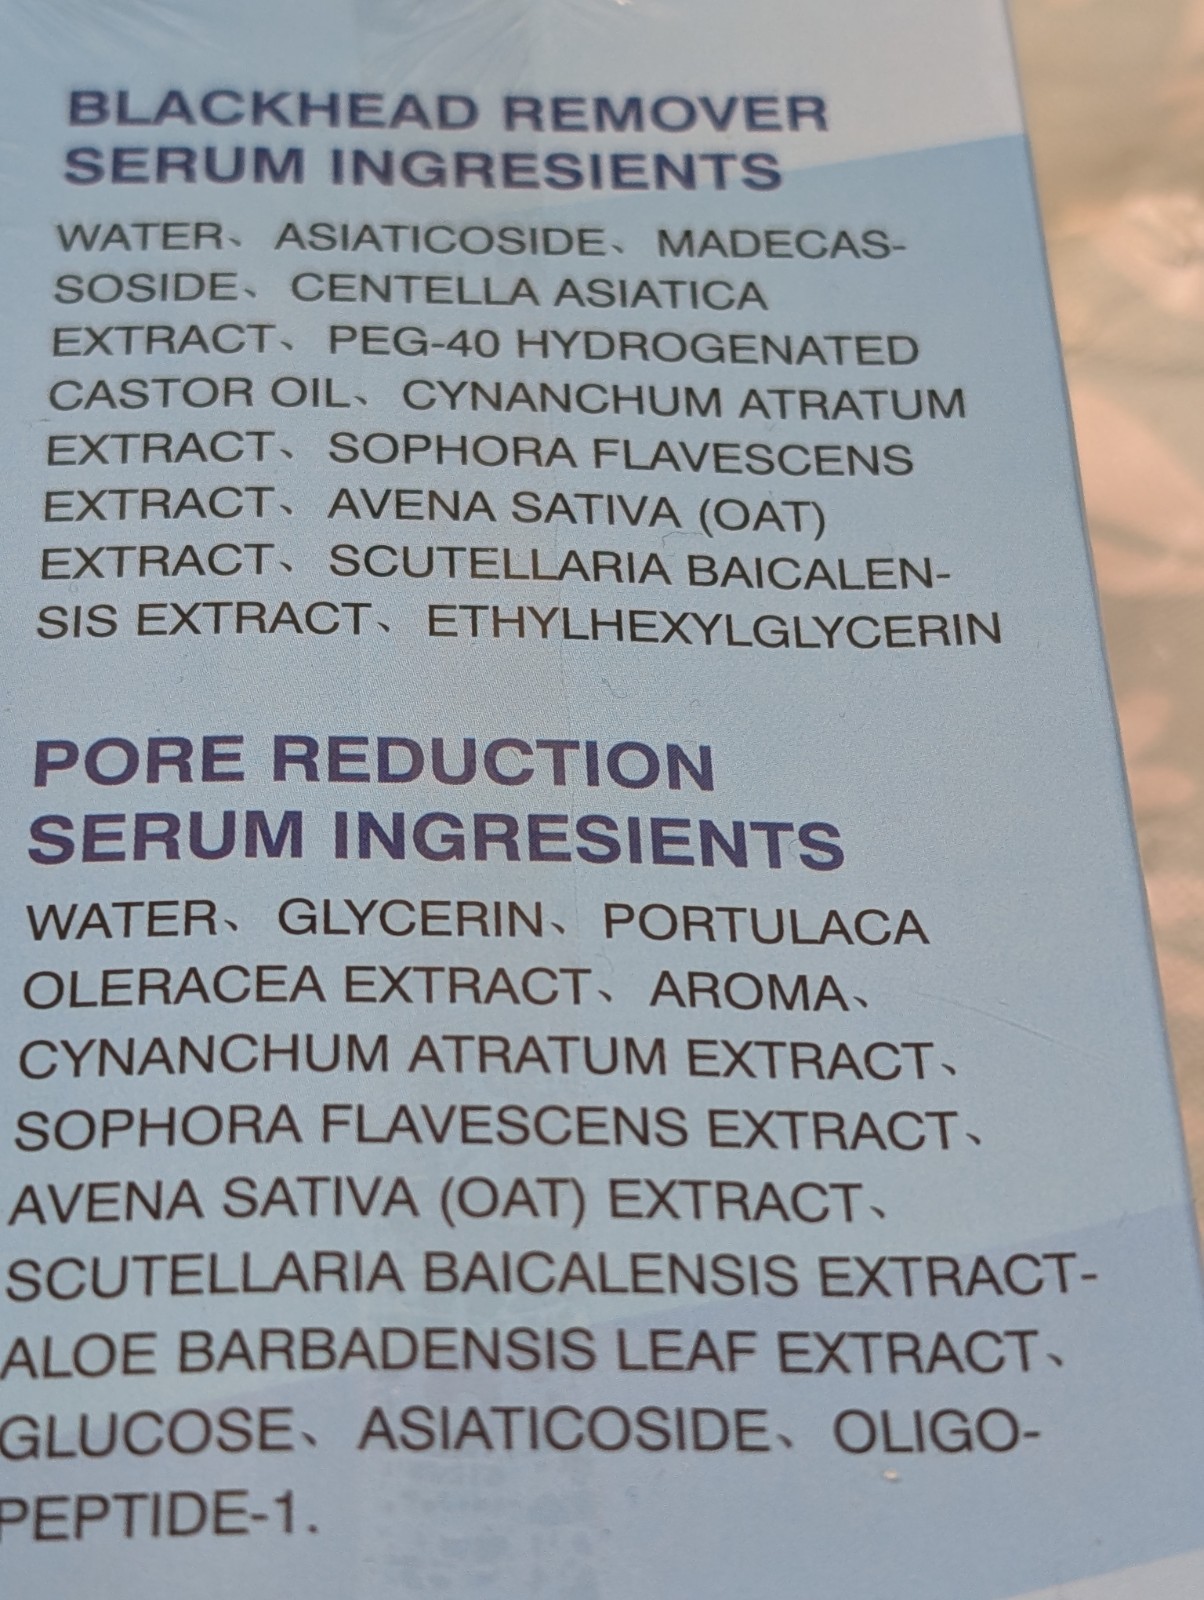 BLACKHEAD REMOVER
SERUM INGRESIENTS
WATER、 ASIATICOSIDE、 MADECAS-
SOSIDE、 CENTELLA ASIATICA
EXTRACT、 PEG-40 HYDROGENATED
CASTOR OIL、 CYNANCHUM ATRATUM
EXTRACT、 SOPHORA FLAVESCENS
EXTRACT、 AVENA SATIVA (OAT)
EXTRACT、 SCUTELLARIA BAICALEN-
SIS EXTRACT、 ETHYLHEXYLGLYCERIN
PORE REDUCTION
SERUM INGRESIENTS
WATER、 GLYCERIN、 PORTULACA
OLERACEA EXTRACT、 AROMA、
CYNANCHUM ATRATUM EXTRACT、
SOPHORA FLAVESCENS EXTRACT、
AVENA SATIVA (OAT) EXTRACT、
SCUTELLARIA BAICALENSIS EXTRACT-
ALOE BARBADENSIS LEAF EXTRACT、
GLUCOSE、 ASIATICOSIDE、 OLIGO-
PEPTIDE-1.